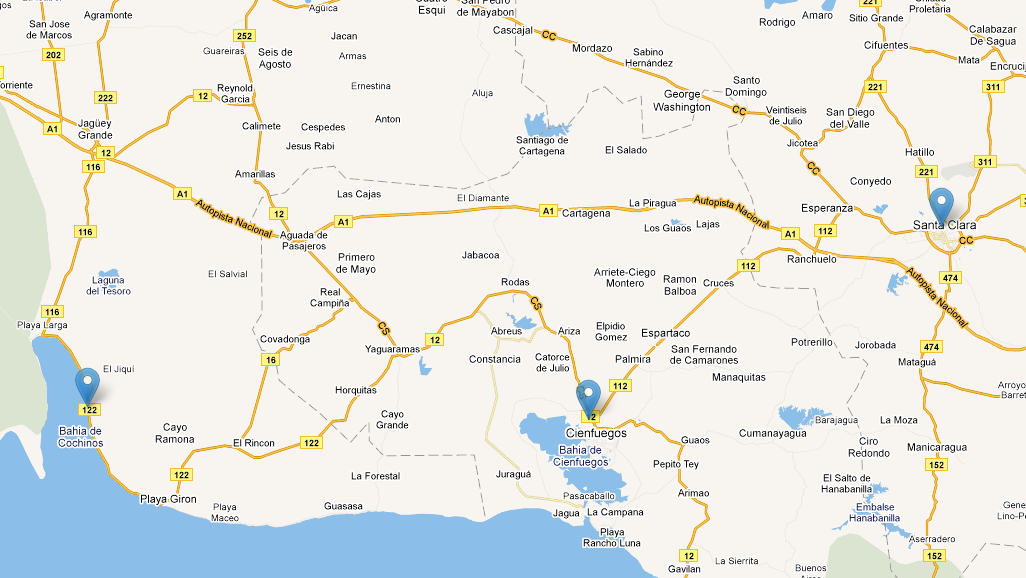 Agramonte
San Jose
de Marcos
202
222
252
Guareiras
Seis de
Agosto
Agüica
Jacan
Armas
Ernestina
Esqui
San Pedro
de Mayabon
Cascajal
CC
Mordazo
Sabino
Hernández
Aluja
George
Washington
Santo
Domingo
CC
Veintiseis
de Julio
Rodrigo
Amaro
221
Sitio Grande
Unidad
Proletaria
Cifuentes
Calabazar
De Sagua
Mata
Encrucij
221
311
San Diego
del Valle
Jicotea
CC
Hatillo
221
311
Conyedo
Esperanza
Santa Clara
CC
12
Reynold
Garcia
Calimete
Cespedes
Anton
Jesus Rabi
Jagüey
Grande
A1
12
116
Amarillas
A1
Autopista Nacional
12
Santiago de
Cartagena
El Salado
Las Cajas
El Diamante
A1
A1
Cartagena
La Piragua
Autopista Nacional
Los Guaos
Lajas
A1
112
Ranchuelo
112
474
Autopista Nacional
116
Aguada de
Pasajeros
Primero
de Mayo
Jabacoa
El Salvial
Laguna
del Tesoro
Real
Campiña
Rodas
CS
Arriete-Ciego
Montero
Ramon
Balboa
Cruces
116
Playa Larga
CS
Covadonga
Yaguaramas
12
Abreus
Ariza
Elpidio
Gomez
Espartaco
Potrerillo
Jorobada
474
Mataguá
16
Constancia
Catorce
de Julio
Palmira
San Fernando
de Camarones
Manaquitas
El Jiquí
Horquitas
112
Arroyo
122
Bahía de
Cochinos
Cayo
Ramona
El Rincon
122
Cayo
Grande
Cienfuegos
Bahía de
Cienfuegos
Guaos
Cumanayagua
Barajagua
La Moza
Ciro
Redondo
Manicaragua
152
122
Playa Giron
Playa
Maceo
La Forestal
Guasasa
Juraguá
Pasacaballo
Jagua
La Campana
Playa
Rancho Luna
Pepito Tey
Arimao
El Salto de
Hanabanilla
Embalse
Hanabanilla
Aserradero
152
12
Gavilan
La Sierrita
Buenos